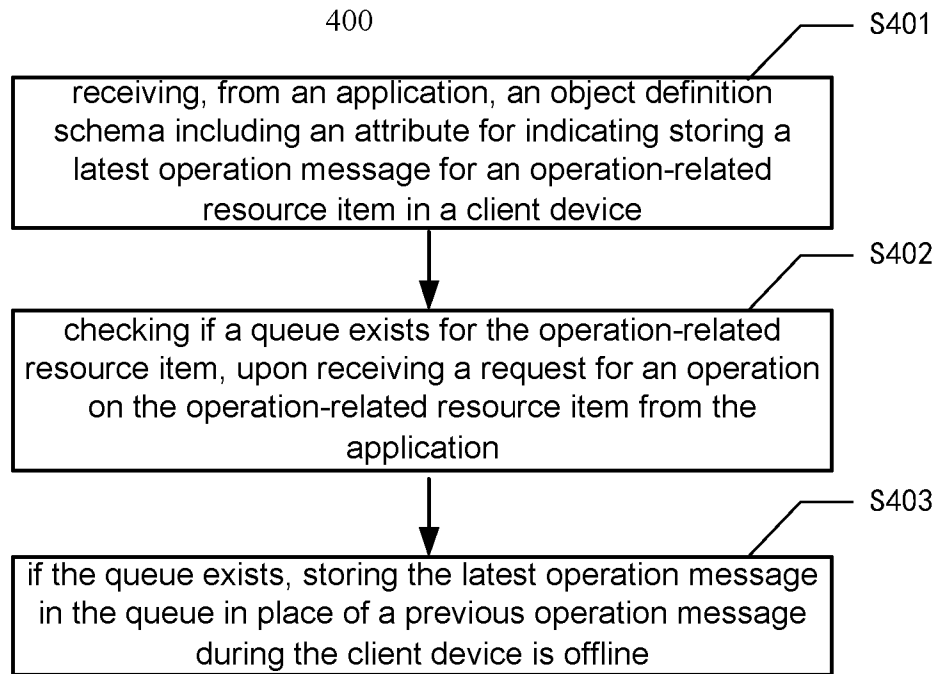 400
S401
receiving, from an application, an object definition
schema including an attribute for indicating storing a
latest operation message for an operation-related
resource item in a client device
S402
checking if a queue exists for the operation-related
resource item, upon receiving a request for an operation
on the operation-related resource item from the
application
S403
if the queue exists, storing the latest operation message
in the queue in place of a previous operation message
during the client device is offline